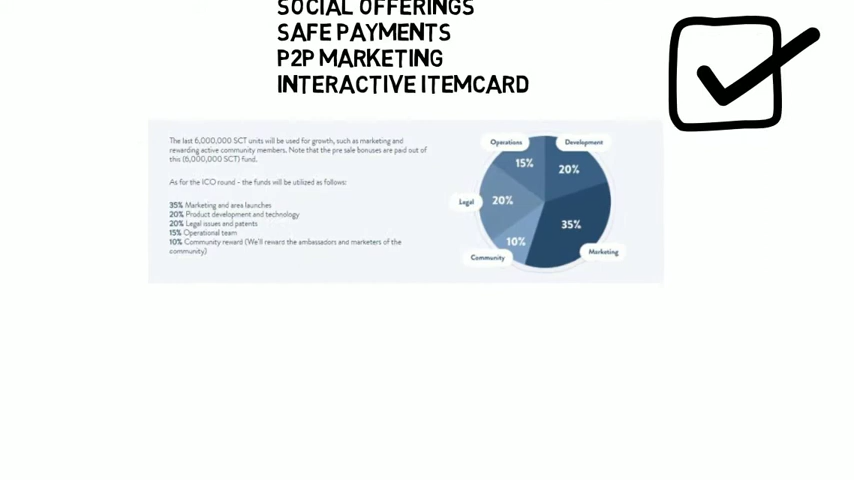 SOCIAL OFFERINGS
SAFE PAYMENTS
P2P MARKETING
INTERACTIVE ITEMCARD
The last 6,000,000 SCT units will be used for growth, such as marketing and
rewarding active community members. Note that the pre sale bonuses are paid out of
this (6,000,000 SCT) fund.
As for the ICO round - the funds will be utilized as follows:
35% Marketing and area launches
20% Product development and technology
20% Legal issues and patents
15% Operational team
10% Community reward (We'll reward the ambassadors and marketers of the
community)
Operations
Development
15%
20%
Legal
20%
35%
10%
Community
Marketing